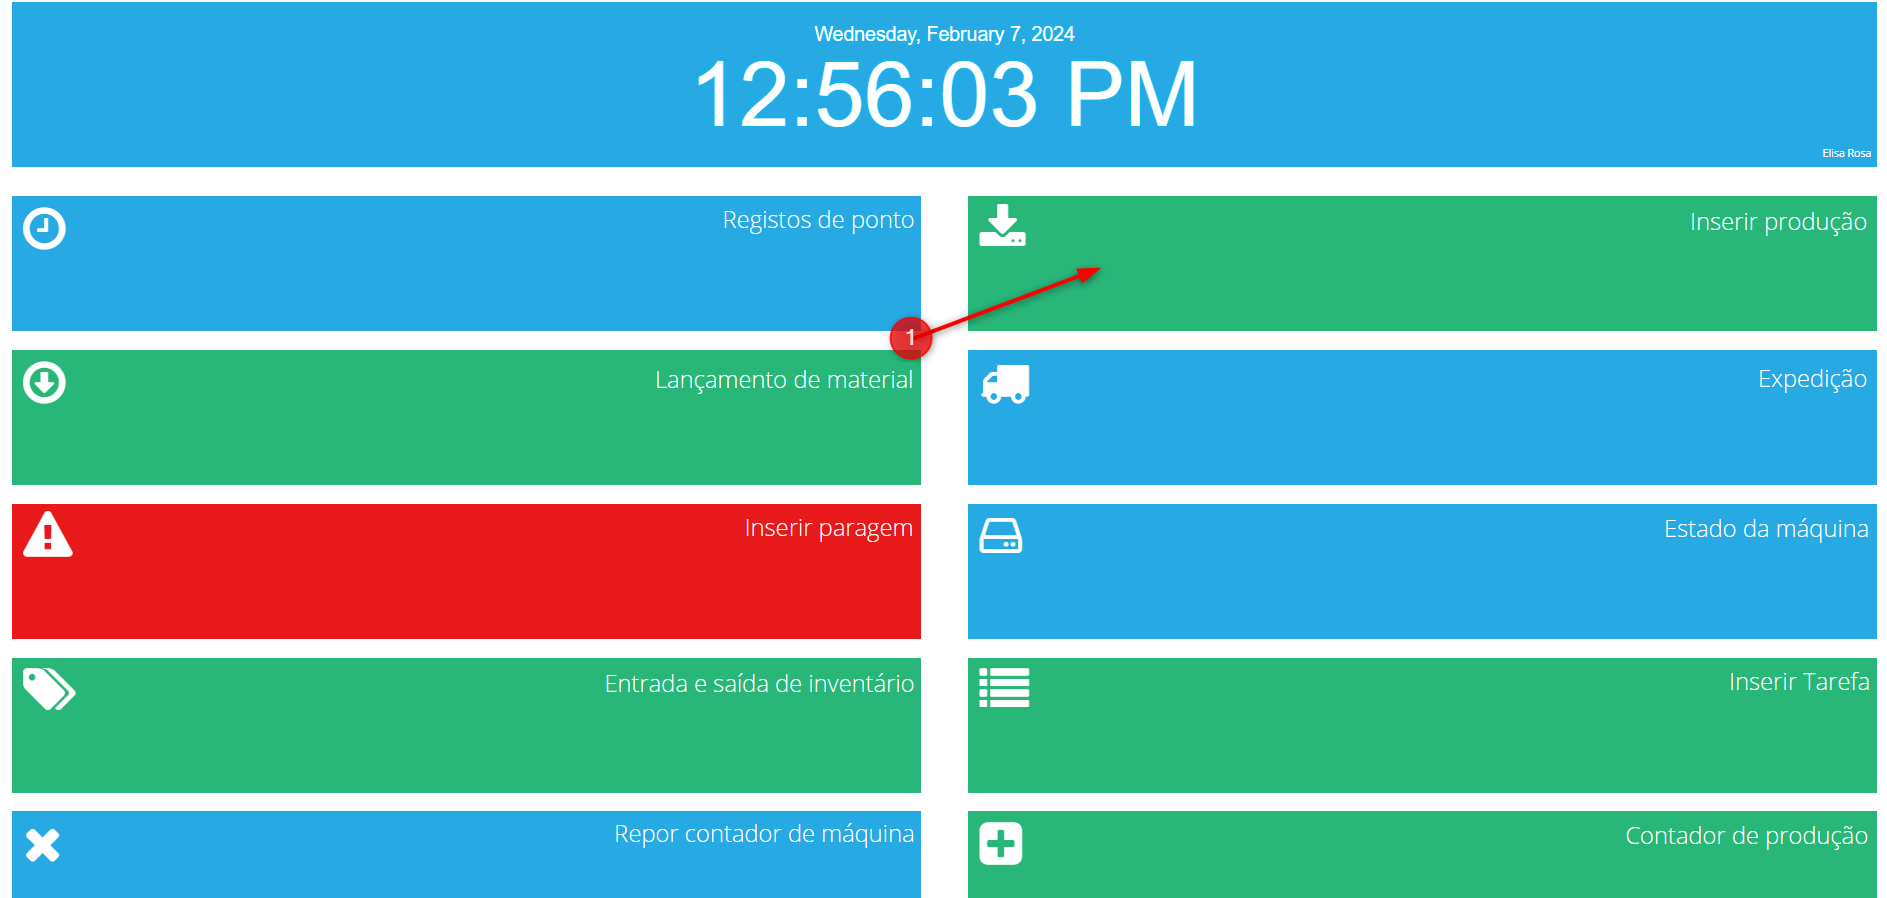 Wednesday, February 7, 2024
12:56:03 PM
Elisa Rosa
Registos de ponto
Inserir produção
1
Lançamento de material
Expedição
Inserir paragem
Estado da máquina
Entrada e saída de inventário
Inserir Tarefa
Repor contador de máquina
Contador de produção